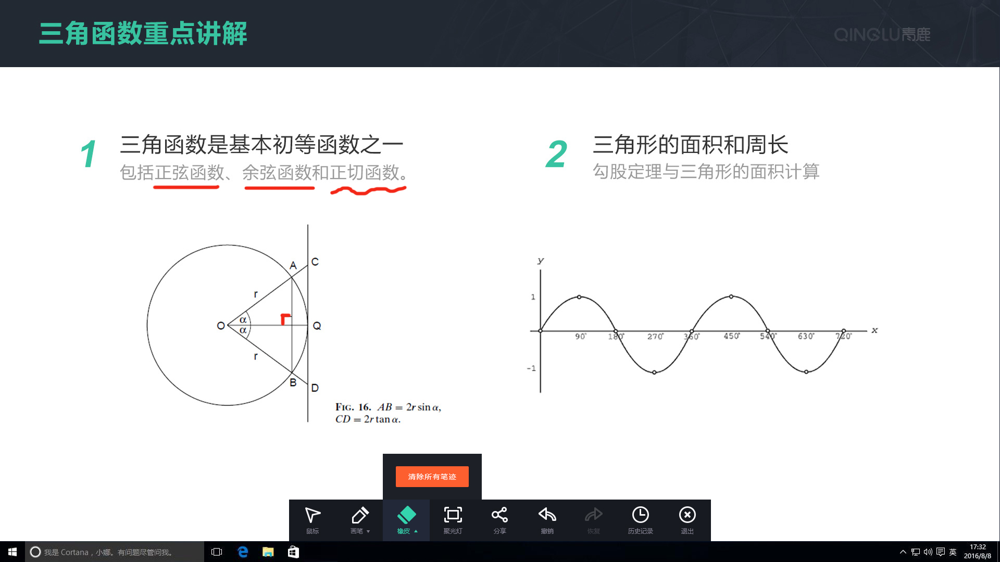 三角函数重点讲解
QINGLU青鹿
1
三角函数是基本初等函数之一
包括正弦函数、余弦函数和正切函数。
2
三角形的面积和周长
勾股定理与三角形的面积计算
A
C
r
O
α
α
Q
r
B
D
FIG. 16. AB = 2r sin α,
CD = 2r tan α.
y
1
x
90° 180° 270° 360° 450° 540° 630° 720°
-1
清除所有笔迹
鼠标
画笔
橡皮
聚光灯
分享
撤销
恢复
历史记录
退出
我是 Cortana，小娜。有问题尽管问我。
英
17:32
2016/8/8